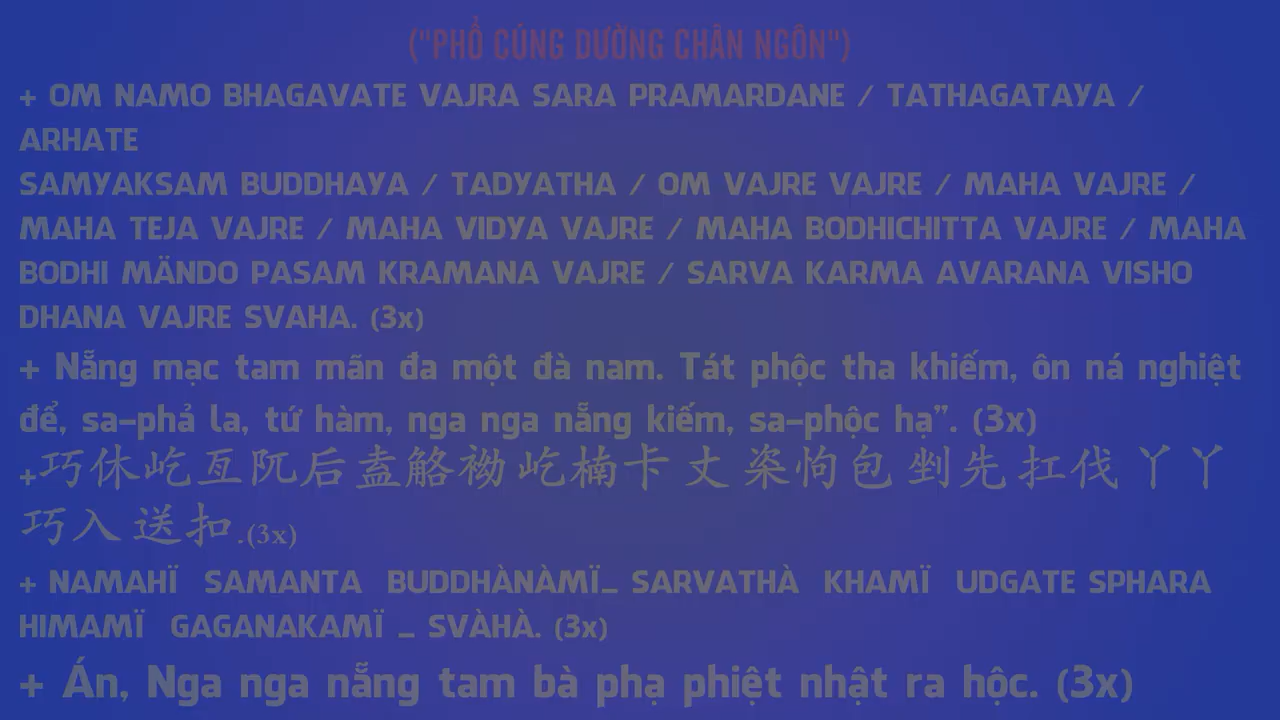 ("PHỔ CÚNG DƯỜNG CHÂN NGÔN")
+ OM NAMO BHAGAVATE VAJRA SARA PRAMARDANE / TATHAGATAYA /
ARHATE
SAMYAKSAM BUDDHAYA / TADYATHA / OM VAJRE VAJRE / MAHA VAJRE /
MAHA TEJA VAJRE / MAHA VIDYA VAJRE / MAHA BODHICHITTA VAJRE / MAHA
BODHI MÄNDO PASAM KRAMANA VAJRE / SARVA KARMA AVARANA VISHO
DHANA VAJRE SVAHA. (3x)
+ Nẵng mạc tam mãn đa một đà nam. Tát phộc tha khiếm, ôn ná nghiệt
để, sa-phả la, tứ hàm, nga nga nẵng kiếm, sa-phộc hạ”. (3x)
+巧休屹亙阢后盍觡袎屹楠卡 丈 楶怐包 剉先 扛伐 丫丫
巧入 送扣.(3x)
+ NAMAHÏ SAMANTA BUDDHÀNÀMÏ_ SARVATHÀ KHAMÏ UDGATE SPHARA
HIMAMÏ GAGANAKAMÏ _ SVÀHÀ. (3x)
+ Án, Nga nga nẵng tam bà phạ phiệt nhật ra hộc. (3x)